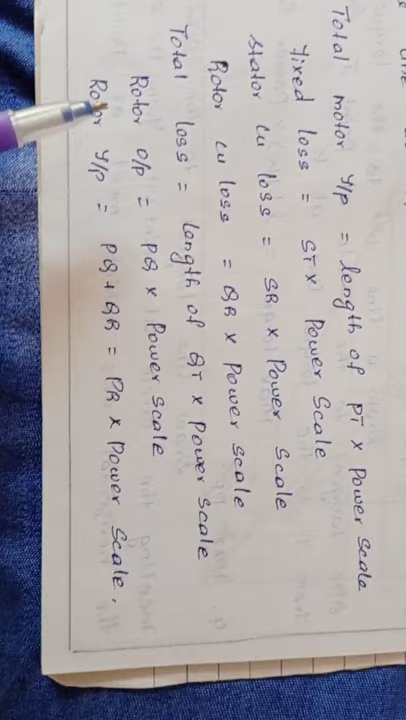 Total motor Y/p = length of PT x Power scale
fixed loss = ST x Power Scale
stator cu loss = SR x Power Scale
Rotor cu loss = QR x Power Scale
Total loss = length of QT x Power Scale
Rotor O/P = PQ x Power Scale
Rotor Y/p = PQ + QR = PR x Power Scale.